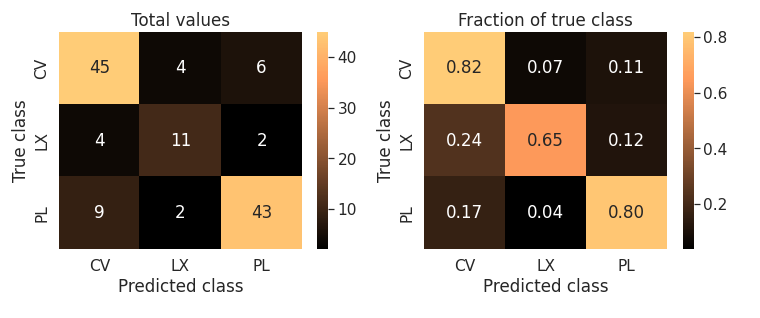 Total values
True class
CV
LX
PL
45 4 6
4 11 2
9 2 43
CV LX PL
Predicted class
40
30
20
10
Fraction of true class
True class
CV
LX
PL
0.82 0.07 0.11
0.24 0.65 0.12
0.17 0.04 0.80
CV LX PL
Predicted class
0.8
0.6
0.4
0.2